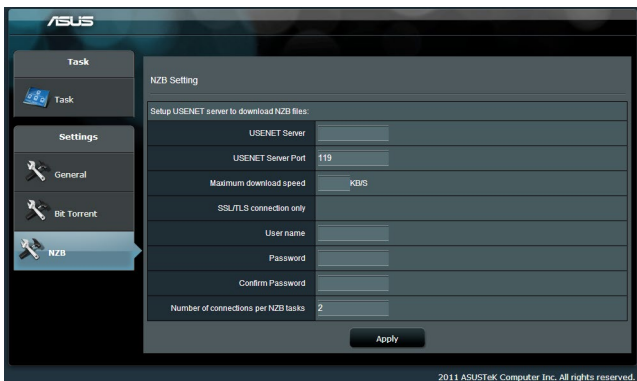 ASUS
Task
Task
Settings
General
Bit Torrent
NZB
NZB Setting
Setup USENET server to download NZB files:
USENET Server
USENET Server Port 119
Maximum download speed KB/S
SSL/TLS connection only
User name
Password
Confirm Password
Number of connections per NZB tasks 2
Apply
2011 ASUSTeK Computer Inc. All rights reserved.